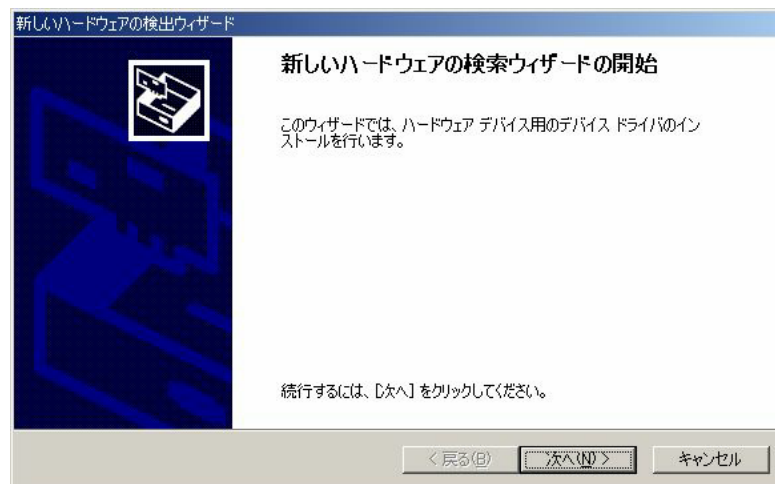 新しいハードウェアの検出ウィザード
新しいハードウェアの検索ウィザードの開始
このウィザードでは、ハードウェア デバイス用のデバイス ドライバのイン
ストールを行います。
続行するには、[次へ] をクリックしてください。
< 戻る(B)
次へ(N) >
キャンセル